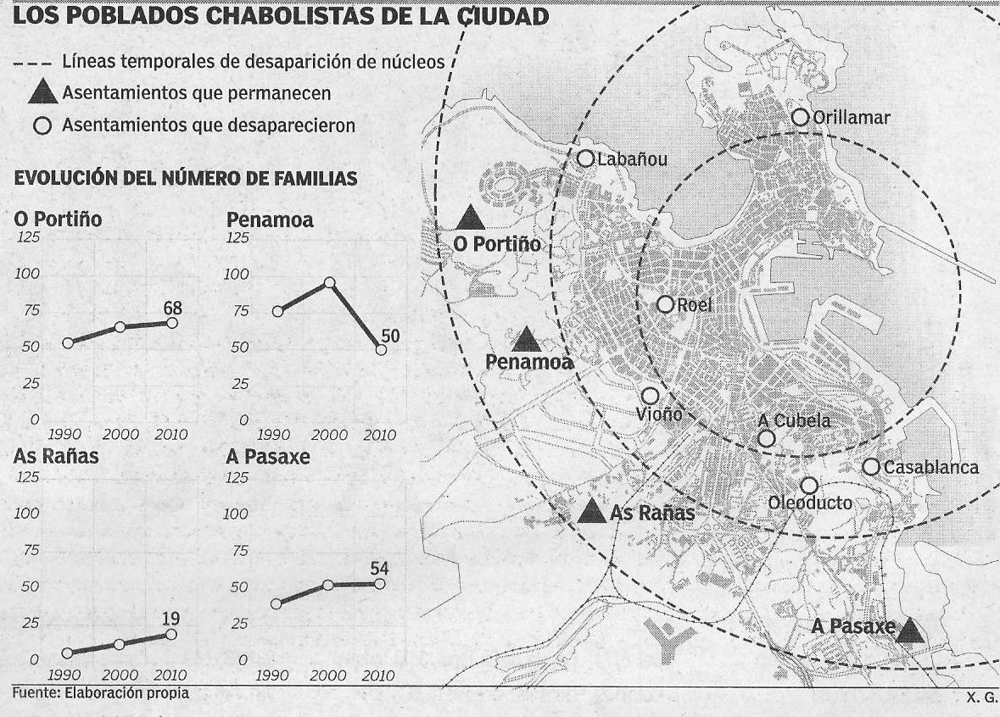 LOS POBLADOS CHABOLISTAS DE LA CIUDAD
Líneas temporales de desaparición de núcleos
Asentamientos que permanecen
Asentamientos que desaparecieron
EVOLUCIÓN DEL NÚMERO DE FAMILIAS
O Portiño
125
100
75
50
25
0
68
1990 2000 2010
Penamoa
125
100
75
50
25
0
50
1990 2000 2010
As Rañas
125
100
75
50
25
0
19
1990 2000 2010
A Pasaxe
125
100
75
50
25
0
54
1990 2000 2010
Orillamar
Labañou
O Portiño
Roel
Penamoa
Vioño
A Cubela
Casablanca
Oleoducto
As Rañas
A Pasaxe
Fuente: Elaboración propia
X. G.